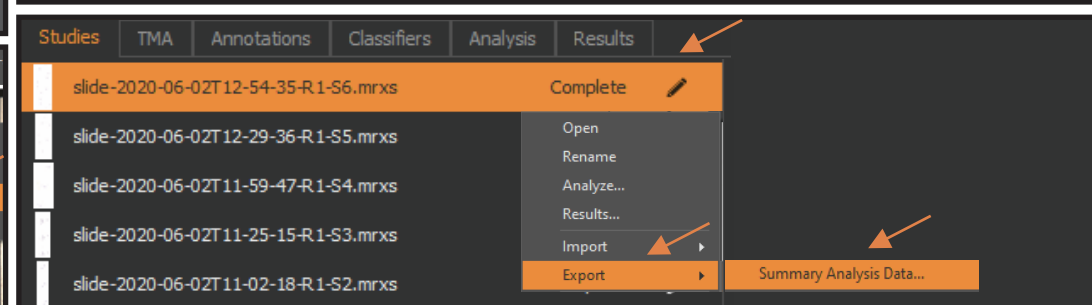 Studies TMA Annotations Classifiers Analysis Results
slide-2020-06-02T12-54-35-R1-S6.mrxs Complete
Open
slide-2020-06-02T12-29-36-R1-S5.mrxs
Rename
slide-2020-06-02T11-59-47-R1-S4.mrxs Analyze...
Results...
slide-2020-06-02T11-25-15-R1-S3.mrxs
Import
Export Summary Analysis Data...
slide-2020-06-02T11-02-18-R1-S2.mrxs